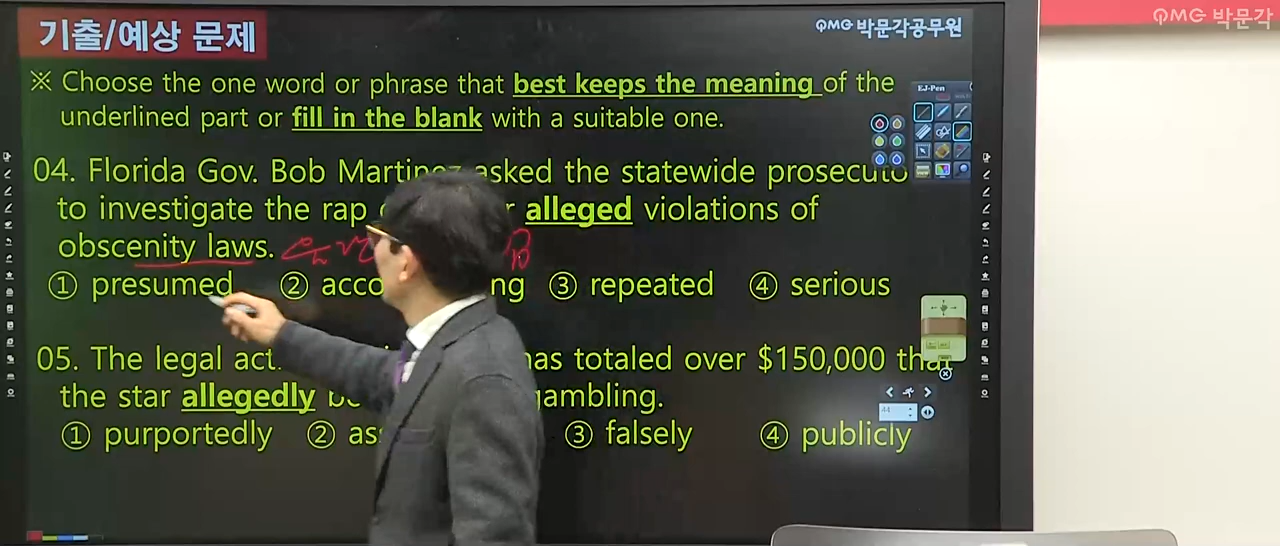 기출/예상 문제
QMG 박문각공무원
QMG 박문각
※ Choose the one word or phrase that best keeps the meaning of the
underlined part or fill in the blank with a suitable one.
EJ-Pen
04. Florida Gov. Bob Martinez asked the statewide prosecuto
to investigate the rap alleged violations of
obscenity laws.
① presumed ② acco ng ③ repeated ④ serious
05. The legal act has totaled over $150,000 that
the star allegedly gambling.
① purportedly ② as ③ falsely ④ publicly
44